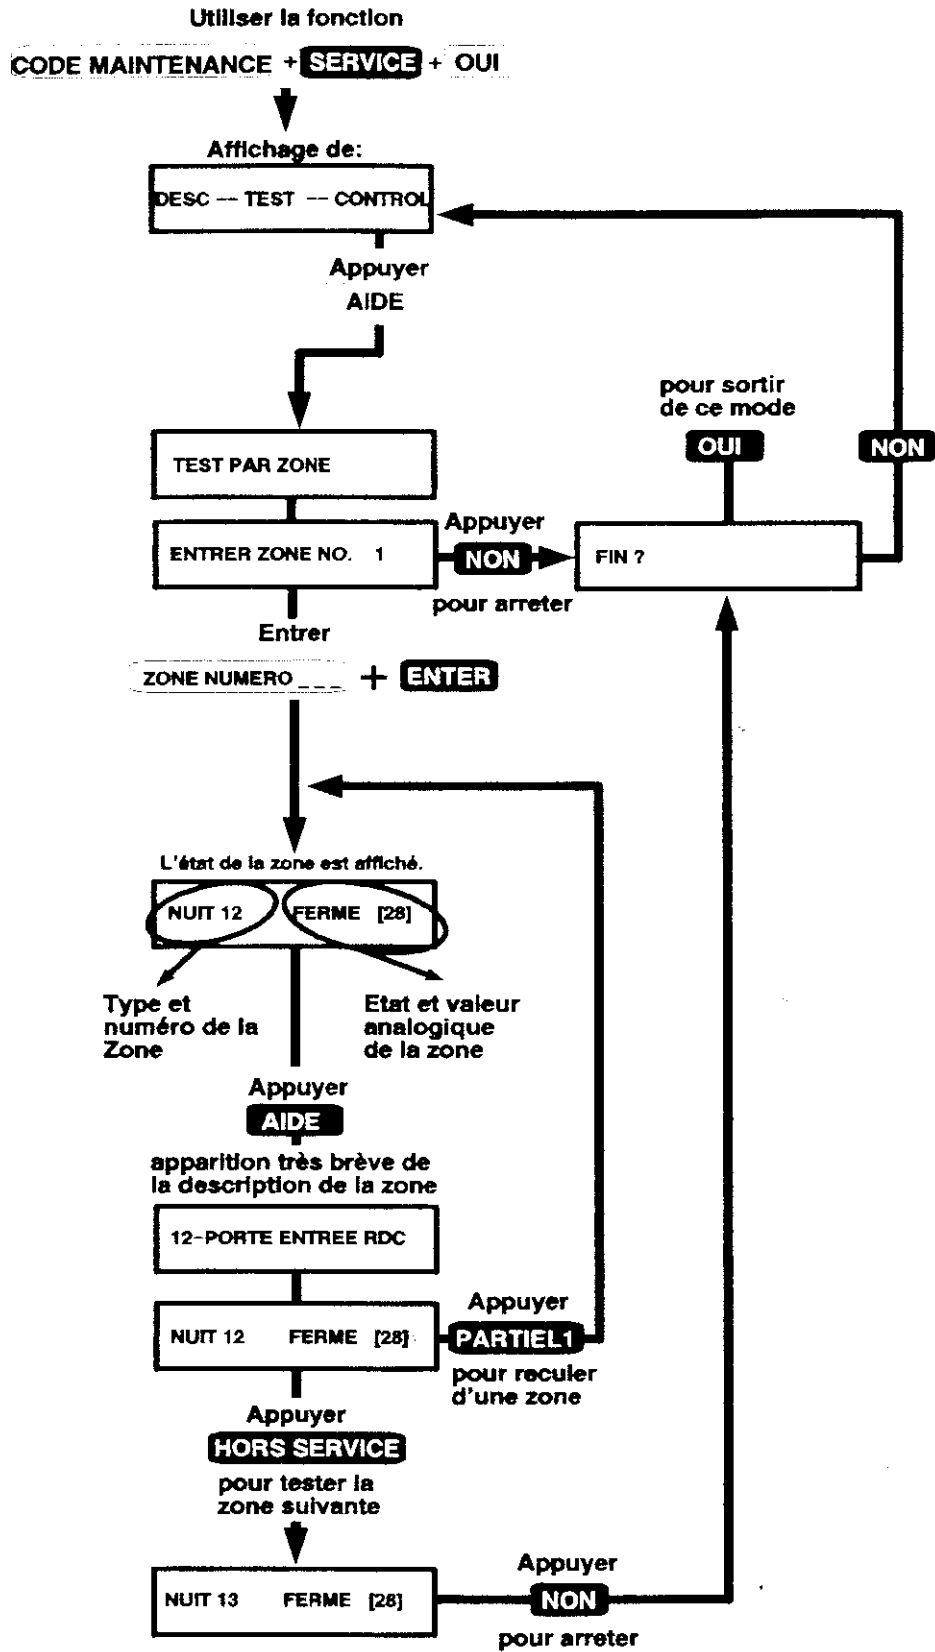 Utiliser la fonction
CODE MAINTENANCE + SERVICE + OUI
Affichage de:
DESC -- TEST -- CONTROL
Appuyer
AIDE
pour sortir
de ce mode
OUI
NON
TEST PAR ZONE
ENTRER ZONE NO. 1
Appuyer
NON
pour arreter
FIN ?
Entrer
ZONE NUMERO _ _ _ + ENTER
L'état de la zone est affiché.
NUIT 12 FERME [28]
Type et
numéro de la
Zone
Etat et valeur
analogique
de la zone
Appuyer
AIDE
apparition très brève de
la description de la zone
12-PORTE ENTREE RDC
NUIT 12 FERME [28]
Appuyer
PARTIEL1
pour reculer
d'une zone
Appuyer
HORS SERVICE
pour tester la
zone suivante
NUIT 13 FERME [28]
Appuyer
NON
pour arreter